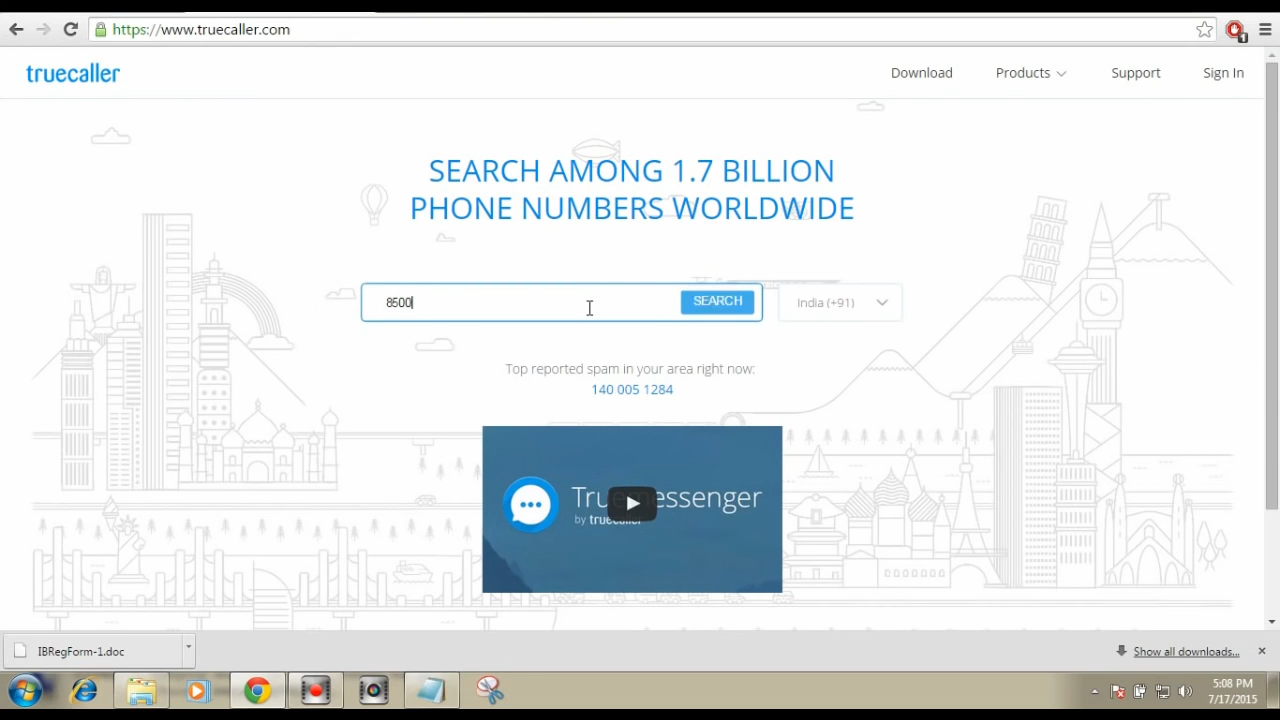 https://www.truecaller.com
1
truecaller
Download
Products
Support
Sign In
SEARCH AMONG 1.7 BILLION
PHONE NUMBERS WORLDWIDE
8500
SEARCH
India (+91)
Top reported spam in your area right now:
140 005 1284
Truemessenger
by truecaller
IBRegForm-1.doc
Show all downloads...
5:08 PM
7/17/2015